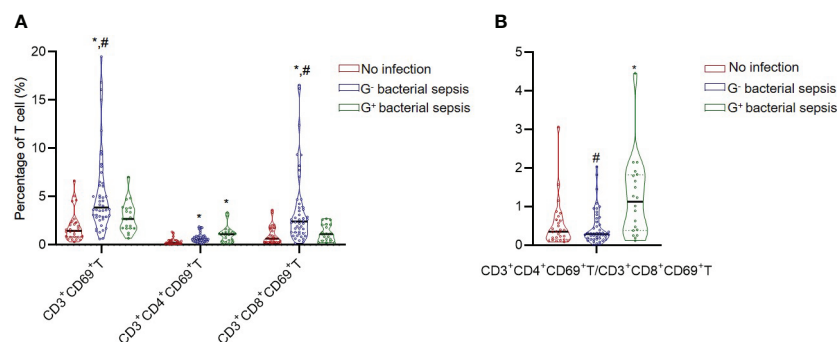 A
*,#
*,#
*
*
Percentage of T cell (%)
20
15
10
5
0
CD3⁺CD69⁺T
CD3⁺CD4⁺CD69⁺T
CD3⁺CD8⁺CD69⁺T
No infection
G⁻ bacterial sepsis
G⁺ bacterial sepsis
B
*
#
5
4
3
2
1
0
CD3⁺CD4⁺CD69⁺T/CD3⁺CD8⁺CD69⁺T
No infection
G⁻ bacterial sepsis
G⁺ bacterial sepsis